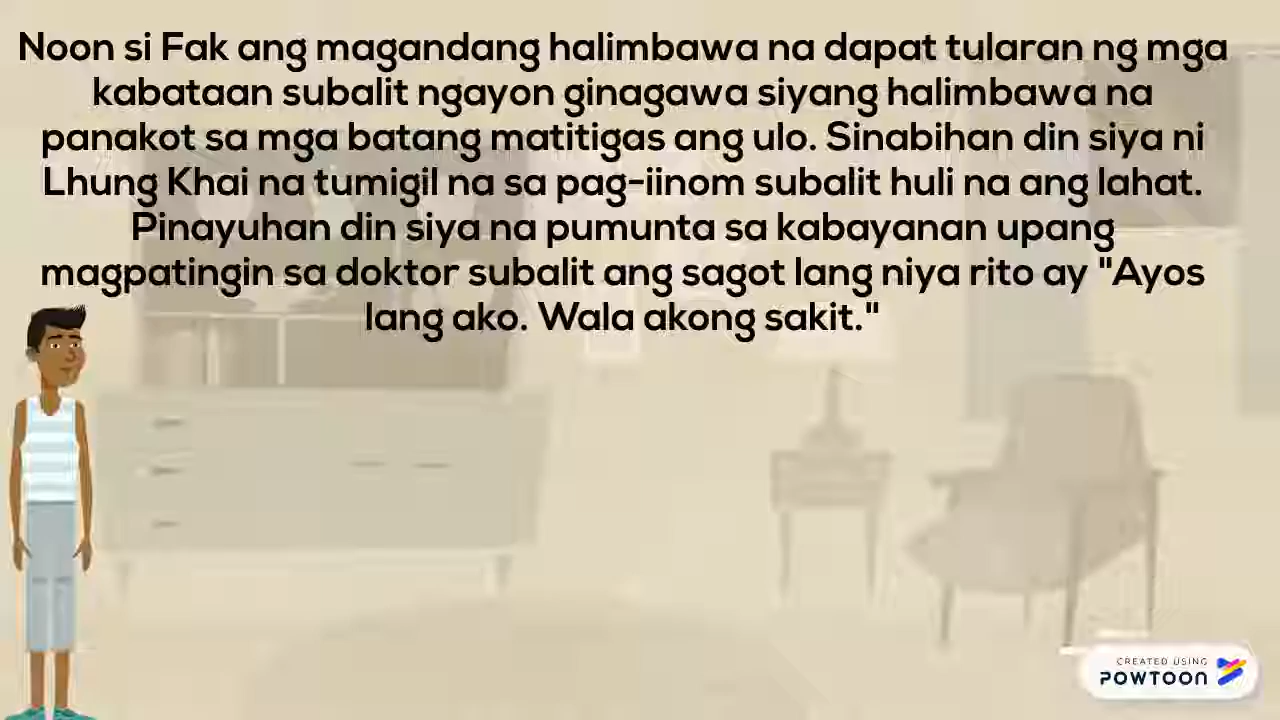 Noon si Fak ang magandang halimbawa na dapat tularan ng mga
kabataan subalit ngayon ginagawa siyang halimbawa na
panakot sa mga batang matitigas ang ulo. Sinabihan din siya ni
Lhung Khai na tumigil na sa pag-iinom subalit huli na ang lahat.
Pinayuhan din siya na pumunta sa kabayanan upang
magpatingin sa doktor subalit ang sagot lang niya rito ay "Ayos
lang ako. Wala akong sakit."
CREATED USING
POWTOON